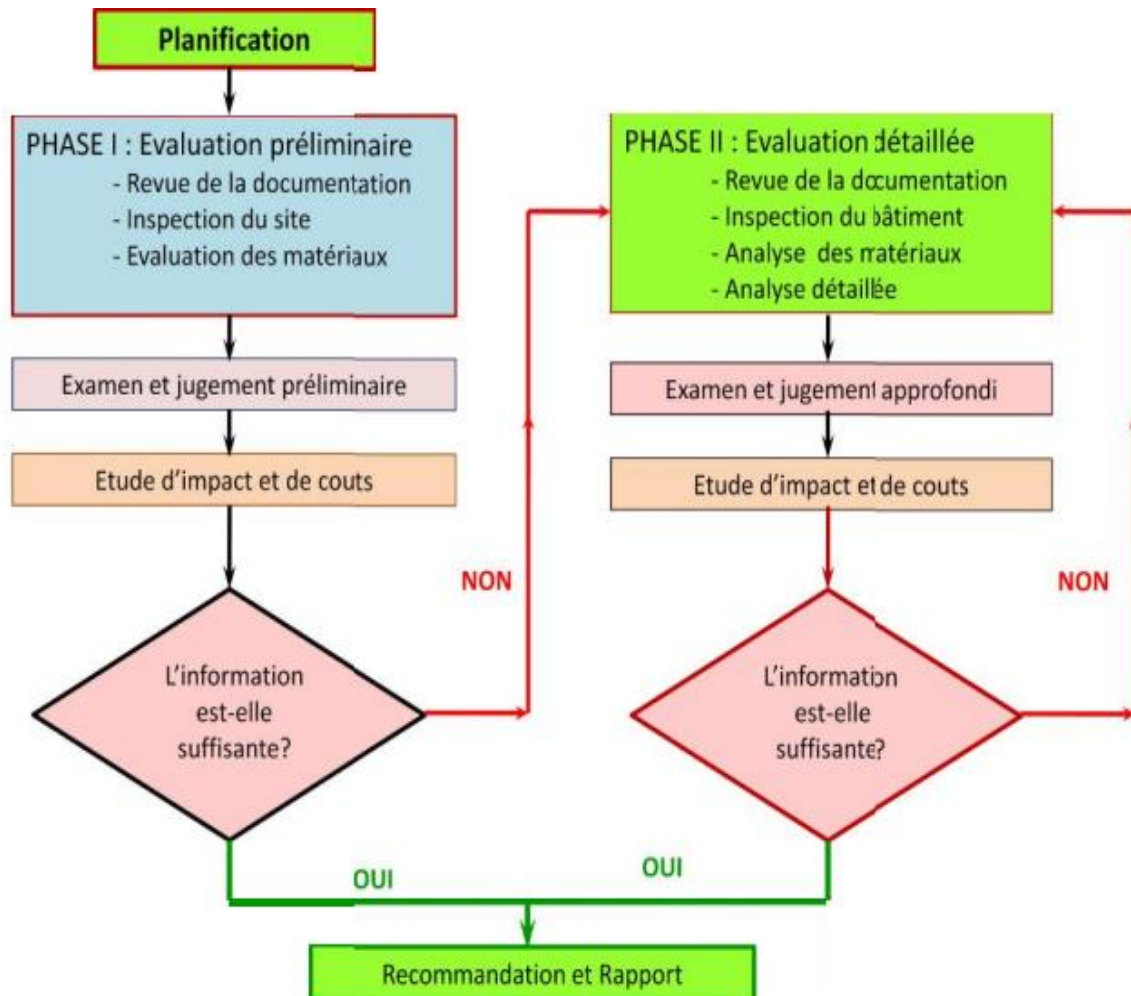 Planification
PHASE I : Evaluation préliminaire
- Revue de la documentation
- Inspection du site
- Evaluation des matériaux
Examen et jugement préliminaire
Etude d'impact et de couts
L'information
est-elle
suffisante?
NON
OUI
PHASE II : Evaluation détaillée
- Revue de la documentation
- Inspection du bâtiment
- Analyse des matériaux
- Analyse détaillée
Examen et jugement approfondi
Etude d'impact et de couts
L'information
est-elle
suffisante?
NON
OUI
Recommandation et Rapport